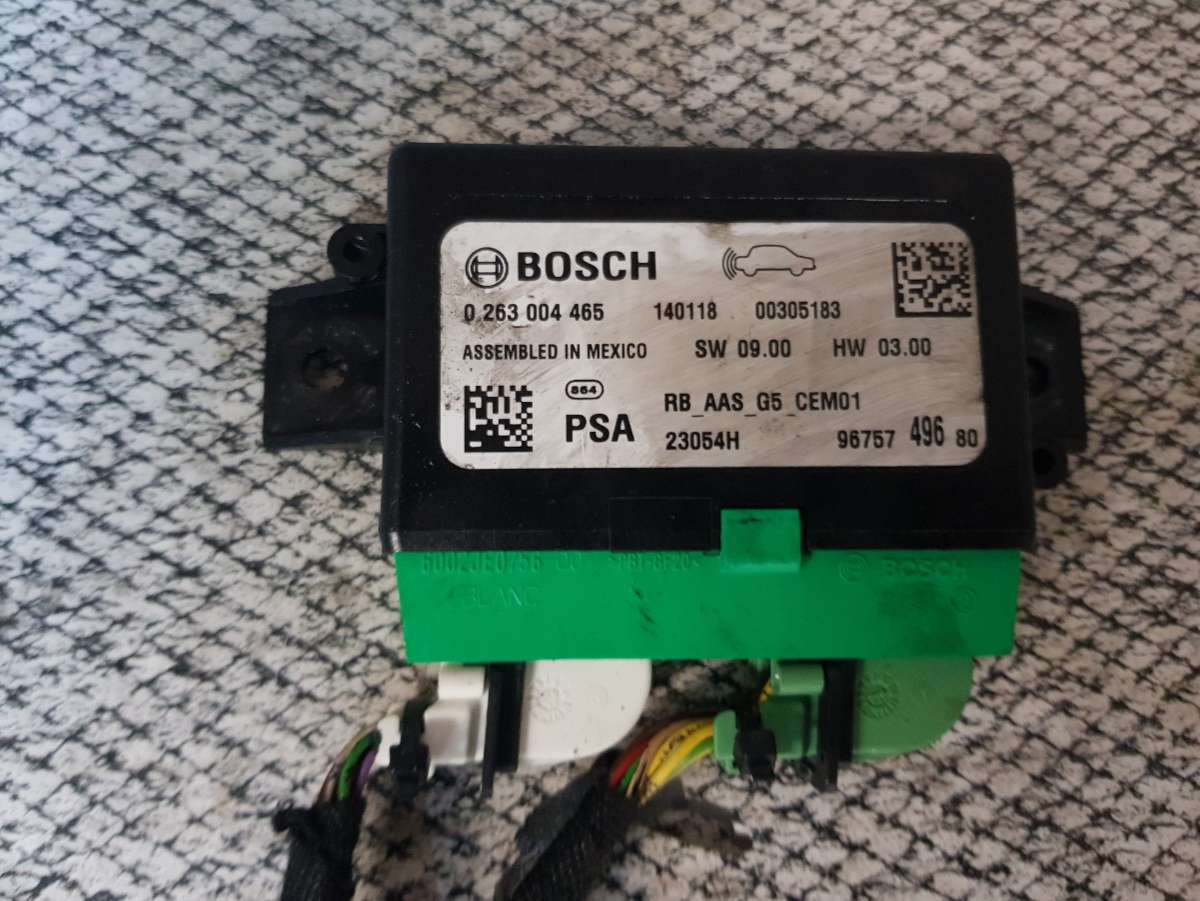 BOSCH
0 263 004 465 140118 00305183
ASSEMBLED IN MEXICO SW 09.00 HW 03.00
864
PSA RB_AAS_G5_CEM01
23054H 96757 496 80
BOSCH
BLANC